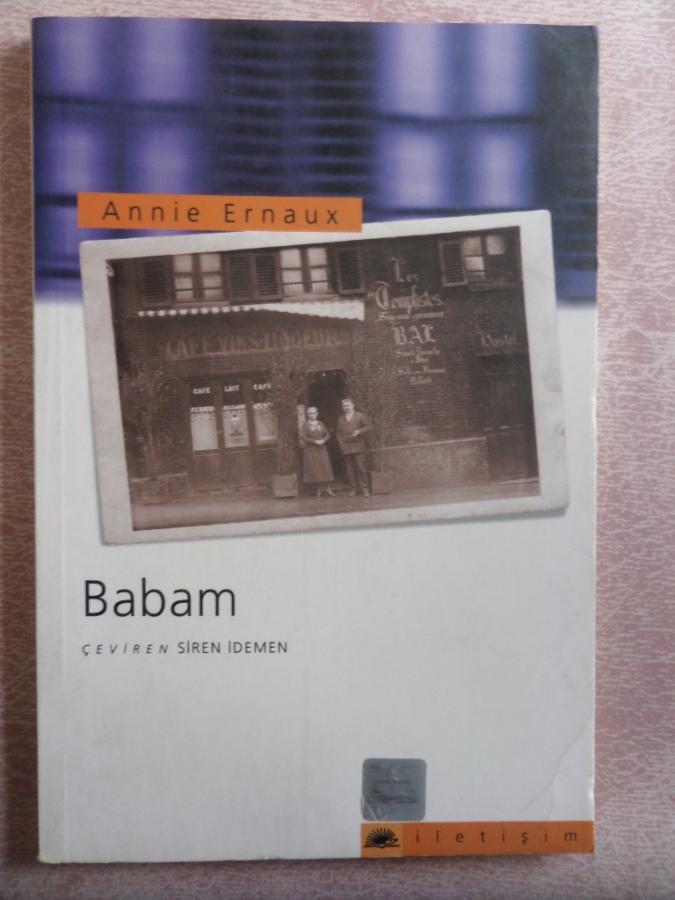 Annie Ernaux
Les
Templistes
BAL
CAFE VINS LIQUEURS
CAFE LAIT CAFE
Babam
ÇEVİREN SİREN İDEMEN
iletişim